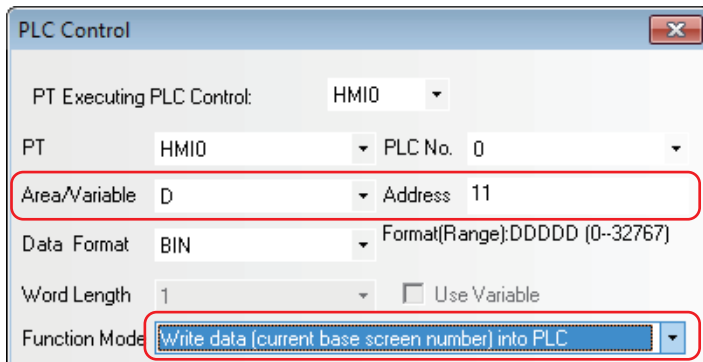 PLC Control
PT Executing PLC Control: HMI0
PT HMI0 PLC No. 0
Area/Variable D Address 11
Data Format BIN Format(Range):DDDDD (0--32767)
Word Length 1 Use Variable
Function Mode Write data (current base screen number) into PLC